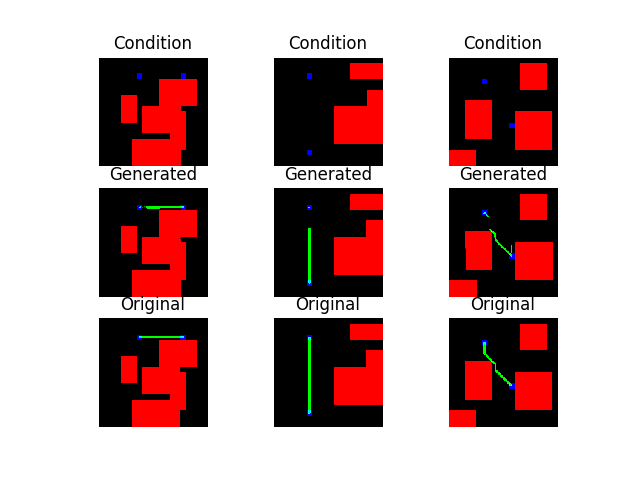 Condition Condition Condition
Generated Generated Generated
Original Original Original